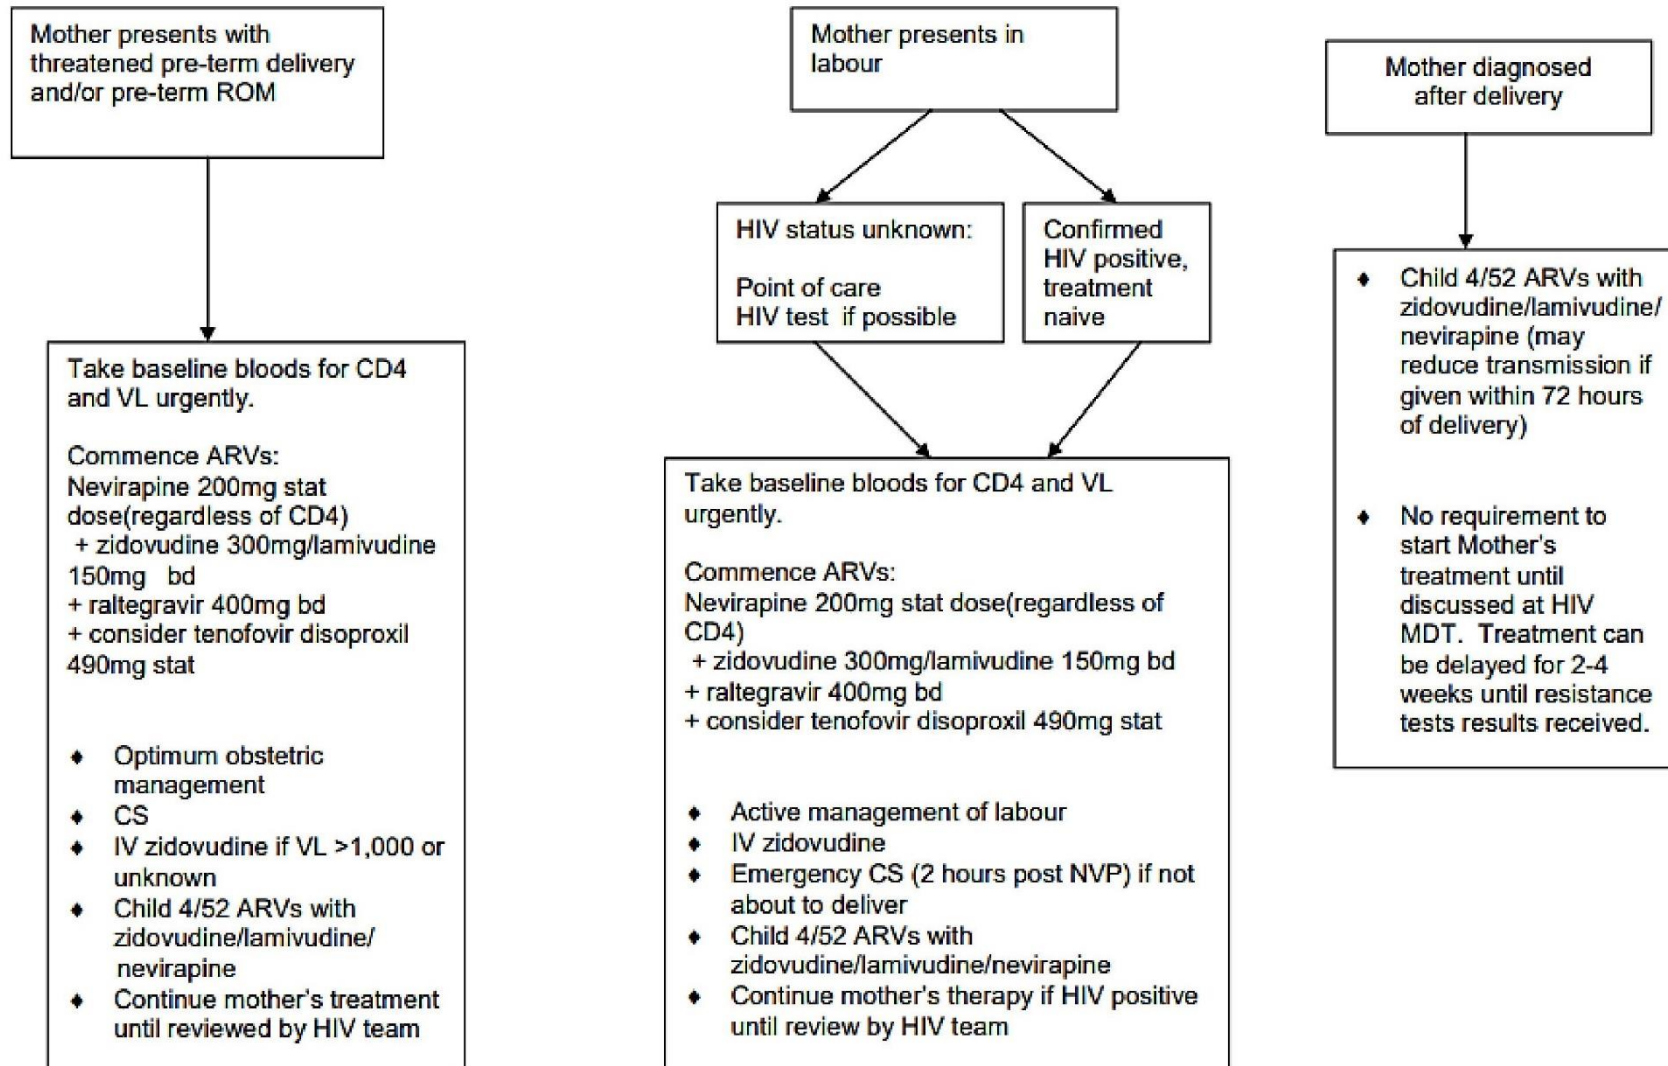 Mother presents with
threatened pre-term delivery
and/or pre-term ROM
Take baseline bloods for CD4
and VL urgently.
Commence ARVs:
Nevirapine 200mg stat
dose(regardless of CD4)
+ zidovudine 300mg/lamivudine
150mg bd
+ raltegravir 400mg bd
+ consider tenofovir disoproxil
490mg stat
♦ Optimum obstetric
management
♦ CS
♦ IV zidovudine if VL >1,000 or
unknown
♦ Child 4/52 ARVs with
zidovudine/lamivudine/
nevirapine
♦ Continue mother's treatment
until reviewed by HIV team
Mother presents in
labour
HIV status unknown:
Point of care
HIV test if possible
Confirmed
HIV positive,
treatment
naive
Take baseline bloods for CD4 and VL
urgently.
Commence ARVs:
Nevirapine 200mg stat dose(regardless of
CD4)
+ zidovudine 300mg/lamivudine 150mg bd
+ raltegravir 400mg bd
+ consider tenofovir disoproxil 490mg stat
♦ Active management of labour
♦ IV zidovudine
♦ Emergency CS (2 hours post NVP) if not
about to deliver
♦ Child 4/52 ARVs with
zidovudine/lamivudine/nevirapine
♦ Continue mother's therapy if HIV positive
until review by HIV team
Mother diagnosed
after delivery
♦ Child 4/52 ARVs with
zidovudine/lamivudine/
nevirapine (may
reduce transmission if
given within 72 hours
of delivery)
♦ No requirement to
start Mother's
treatment until
discussed at HIV
MDT. Treatment can
be delayed for 2-4
weeks until resistance
tests results received.